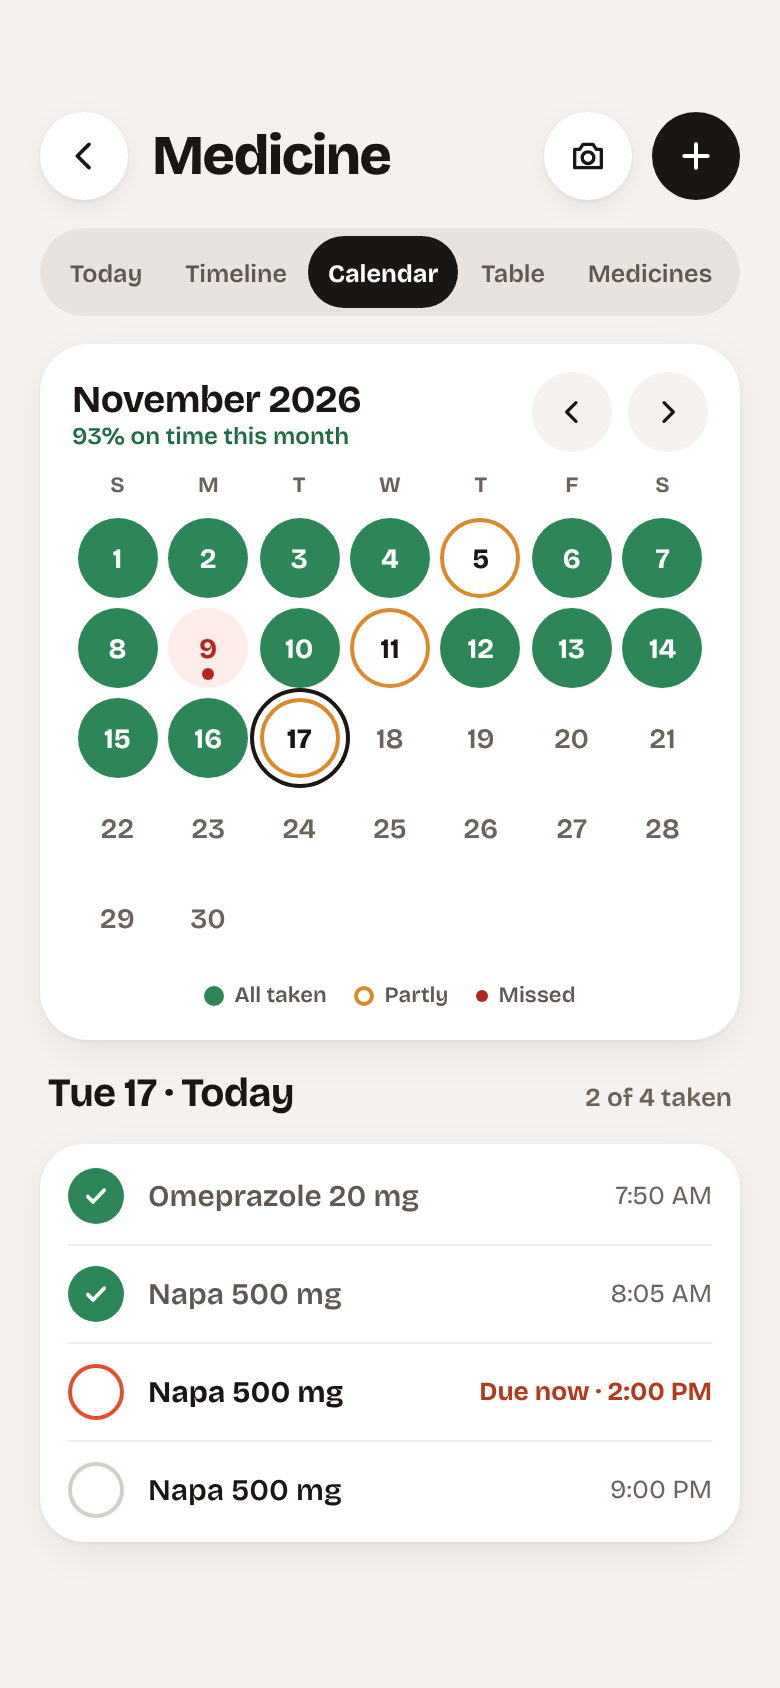 Medicine
Today Timeline Calendar Table Medicines
November 2026
93% on time this month
S M T W T F S
1 2 3 4 5 6 7
8 9 10 11 12 13 14
15 16 17 18 19 20 21
22 23 24 25 26 27 28
29 30
All taken Partly Missed
Tue 17 · Today 2 of 4 taken
Omeprazole 20 mg 7:50 AM
Napa 500 mg 8:05 AM
Napa 500 mg Due now · 2:00 PM
Napa 500 mg 9:00 PM